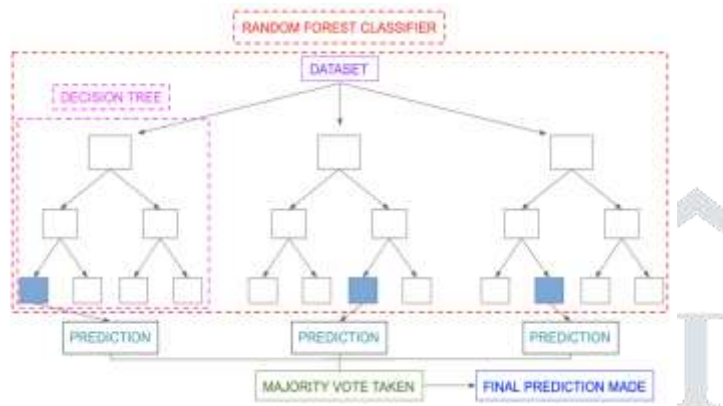 RANDOM FOREST CLASSIFIER
DATASET
DECISION TREE
PREDICTION
PREDICTION
PREDICTION
MAJORITY VOTE TAKEN
FINAL PREDICTION MADE